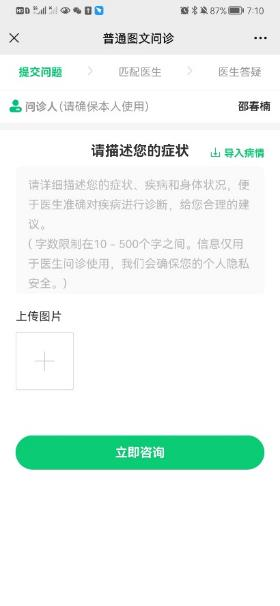 87% 7:10
普通图文问诊
提交问题 匹配医生 医生答疑
问诊人(请确保本人使用) 邵春楠
请描述您的症状 导入病情
请详细描述您的症状、疾病和身体状况，便
于医生准确对疾病进行诊断，给您合理的建
议。
( 字数限制在10－500个字之间。信息仅用
于医生问诊使用，我们会确保您的个人隐私
安全。)
上传图片
立即咨询